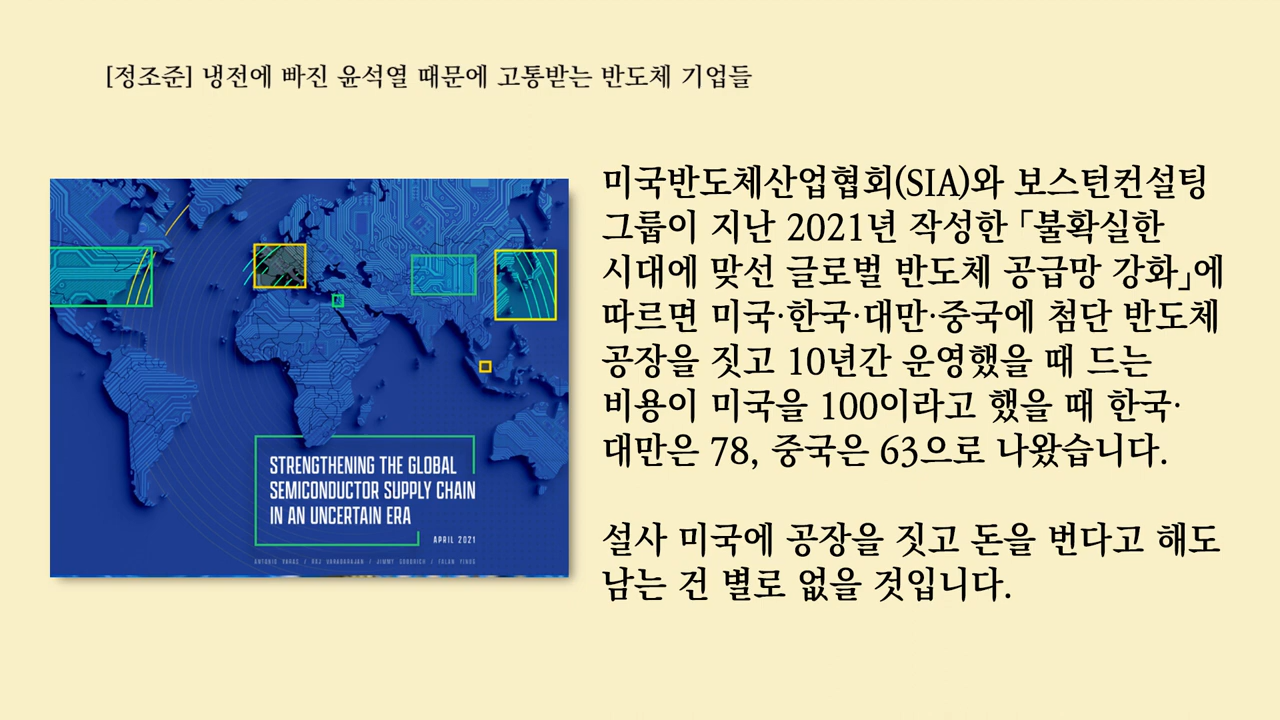 [정조준] 냉전에 빠진 윤석열 때문에 고통받는 반도체 기업들
미국반도체산업협회(SIA)와 보스턴컨설팅
그룹이 지난 2021년 작성한 ｢불확실한
시대에 맞선 글로벌 반도체 공급망 강화｣에
따르면 미국·한국·대만·중국에 첨단 반도체
공장을 짓고 10년간 운영했을 때 드는
비용이 미국을 100이라고 했을 때 한국·
대만은 78, 중국은 63으로 나왔습니다.
설사 미국에 공장을 짓고 돈을 번다고 해도
남는 건 별로 없을 것입니다.
STRENGTHENING THE GLOBAL
SEMICONDUCTOR SUPPLY CHAIN
IN AN UNCERTAIN ERA
APRIL 2021
ANTONIO VARAS / RAJ VARADARAJAN / JIMMY GOODRICH / FALAN YINUG